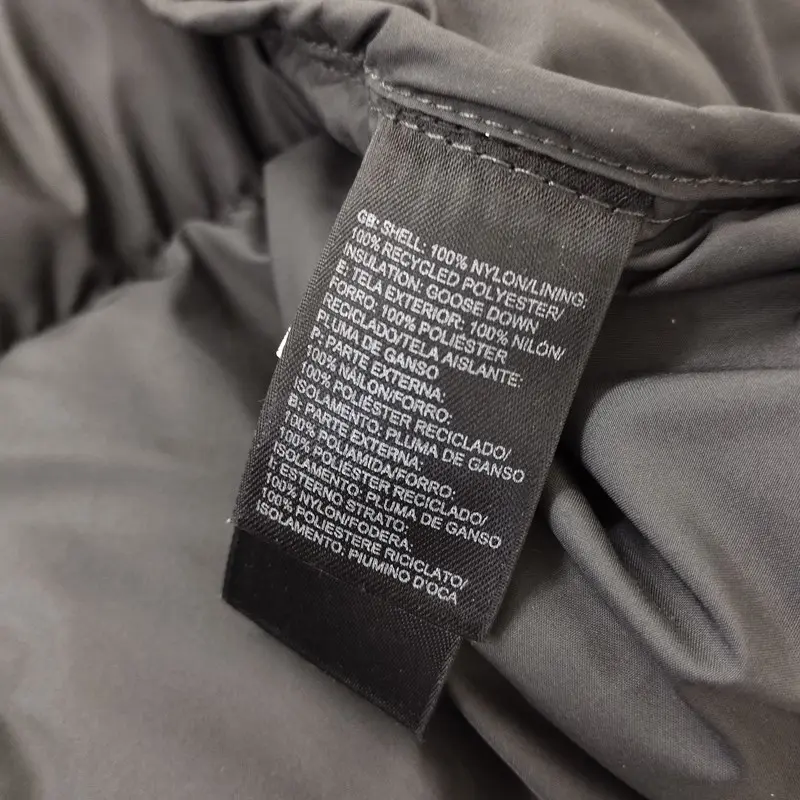 GB: SHELL: 100% NYLON/LINING:
100% RECYCLED POLYESTER/
INSULATION: GOOSE DOWN
E: TELA EXTERIOR: 100% NILÓN/
FORRO: 100% POLIÉSTER
RECICLADO/TELA AISLANTE:
PLUMA DE GANSO
P: PARTE EXTERNA:
100% NÁILON/FORRO:
100% POLIÉSTER RECICLADO/
ISOLAMENTO: PLUMA DE GANSO
B: PARTE EXTERNA:
100% POLIAMIDA/FORRO:
100% POLIÉSTER RECICLADO/
ISOLAMENTO: PLUMA DE GANSO
I: ESTERNO STRATO:
100% NYLON/FODERA:
100% POLIESTERE RICICLATO/
ISOLAMENTO: PIUMINO D'OCA